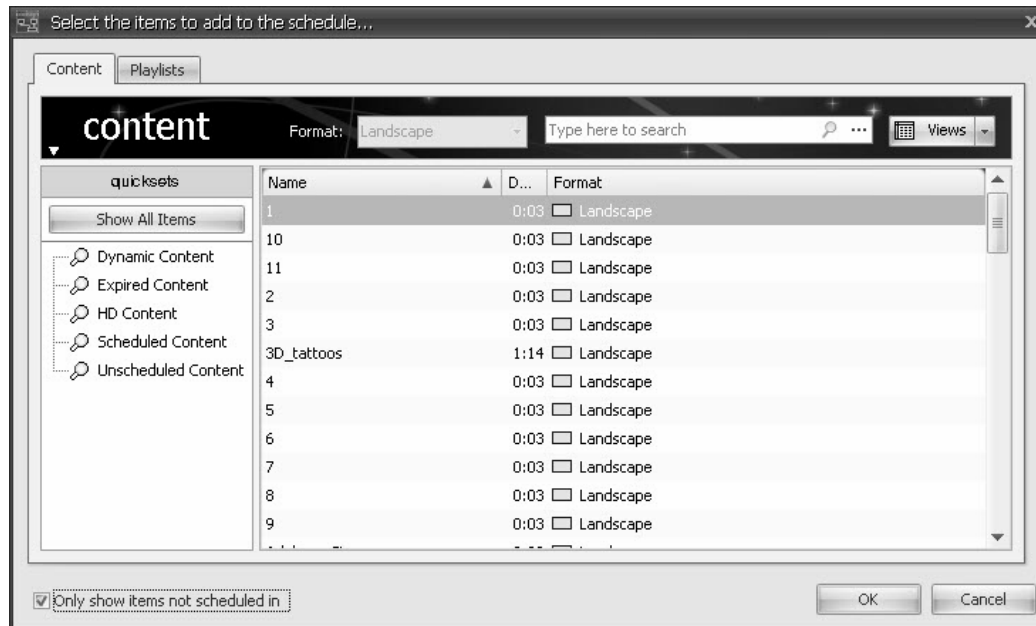 Select the items to add to the schedule...
Content Playlists
content Format: Landscape Type here to search ... Views
quicksets Name D... Format
Show All Items
1 0:03 Landscape
10 0:03 Landscape
Dynamic Content
11 0:03 Landscape
Expired Content
2 0:03 Landscape
HD Content
3 0:03 Landscape
Scheduled Content
3D_tattoos 1:14 Landscape
Unscheduled Content
4 0:03 Landscape
5 0:03 Landscape
6 0:03 Landscape
7 0:03 Landscape
8 0:03 Landscape
9 0:03 Landscape
Only show items not scheduled in OK Cancel